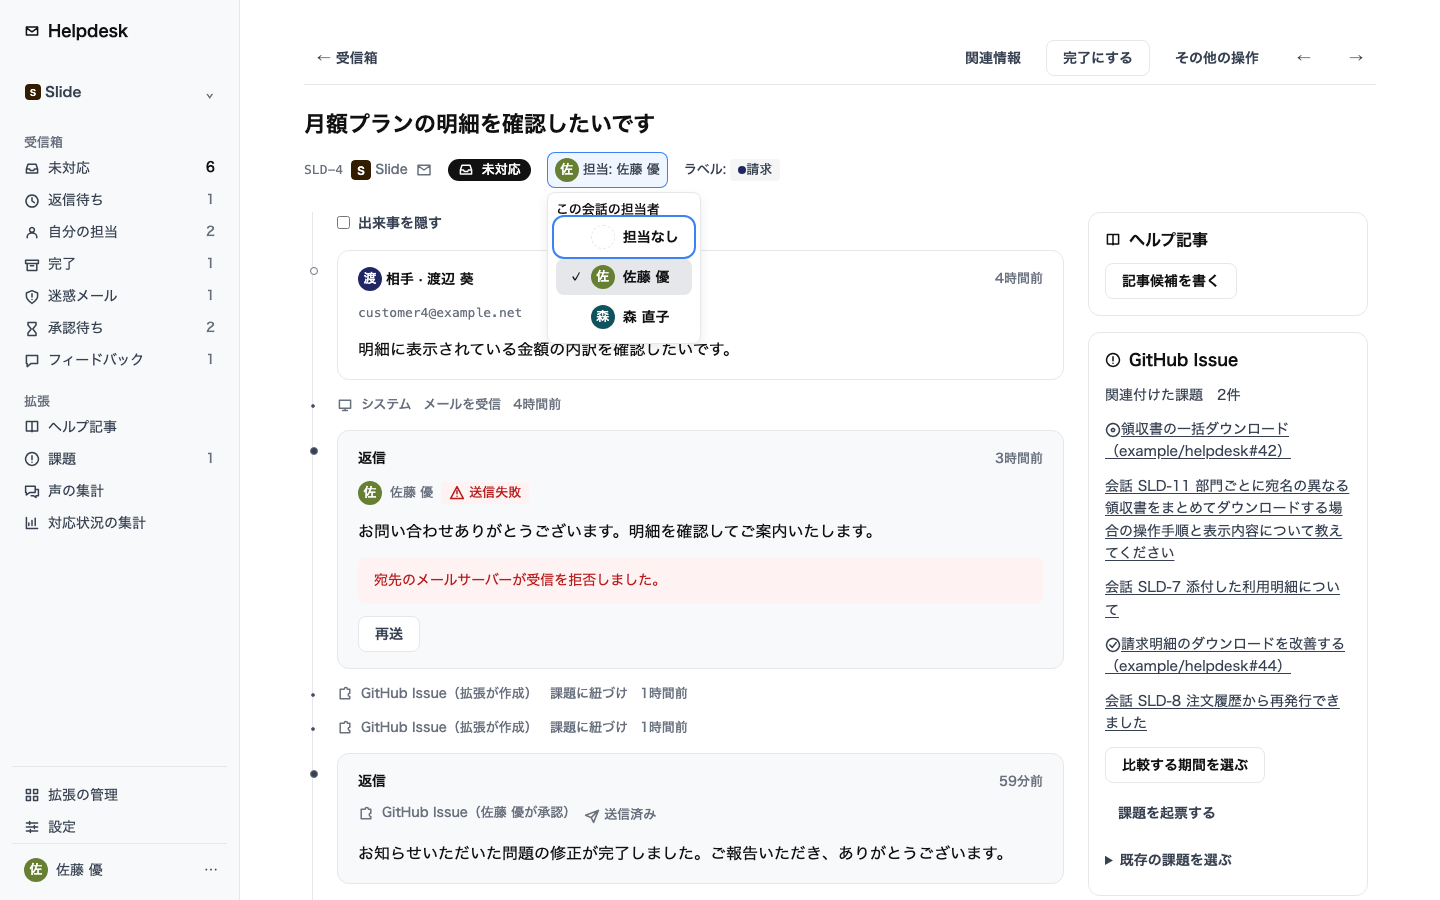 Helpdesk
S Slide
受信箱
未対応 6
返信待ち 1
自分の担当 2
完了 1
迷惑メール 1
承認待ち 2
フィードバック 1
拡張
ヘルプ記事
課題 1
声の集計
対応状況の集計
拡張の管理
設定
佐 佐藤 優 …
← 受信箱
関連情報 完了にする その他の操作 ← →
月額プランの明細を確認したいです
SLD-4 S Slide 未対応 佐 担当: 佐藤 優 ラベル: 請求
この会話の担当者
担当なし
✓ 佐 佐藤 優
森 森 直子
出来事を隠す
渡 相手 · 渡辺 葵 4時間前
customer4@example.net
明細に表示されている金額の内訳を確認したいです。
システム メールを受信 4時間前
返信 3時間前
佐 佐藤 優 送信失敗
お問い合わせありがとうございます。明細を確認してご案内いたします。
宛先のメールサーバーが受信を拒否しました。
再送
GitHub Issue（拡張が作成） 課題に紐づけ 1時間前
GitHub Issue（拡張が作成） 課題に紐づけ 1時間前
返信 59分前
GitHub Issue（佐藤 優が承認） 送信済み
お知らせいただいた問題の修正が完了しました。ご報告いただき、ありがとうございます。
ヘルプ記事
記事候補を書く
GitHub Issue
関連付けた課題 2件
領収書の一括ダウンロード
（example/helpdesk#42）
会話 SLD-11 部門ごとに宛名の異なる
領収書をまとめてダウンロードする場
合の操作手順と表示内容について教え
てください
会話 SLD-7 添付した利用明細につい
て
請求明細のダウンロードを改善する
（example/helpdesk#44）
会話 SLD-8 注文履歴から再発行でき
ました
比較する期間を選ぶ
課題を起票する
▶ 既存の課題を選ぶ